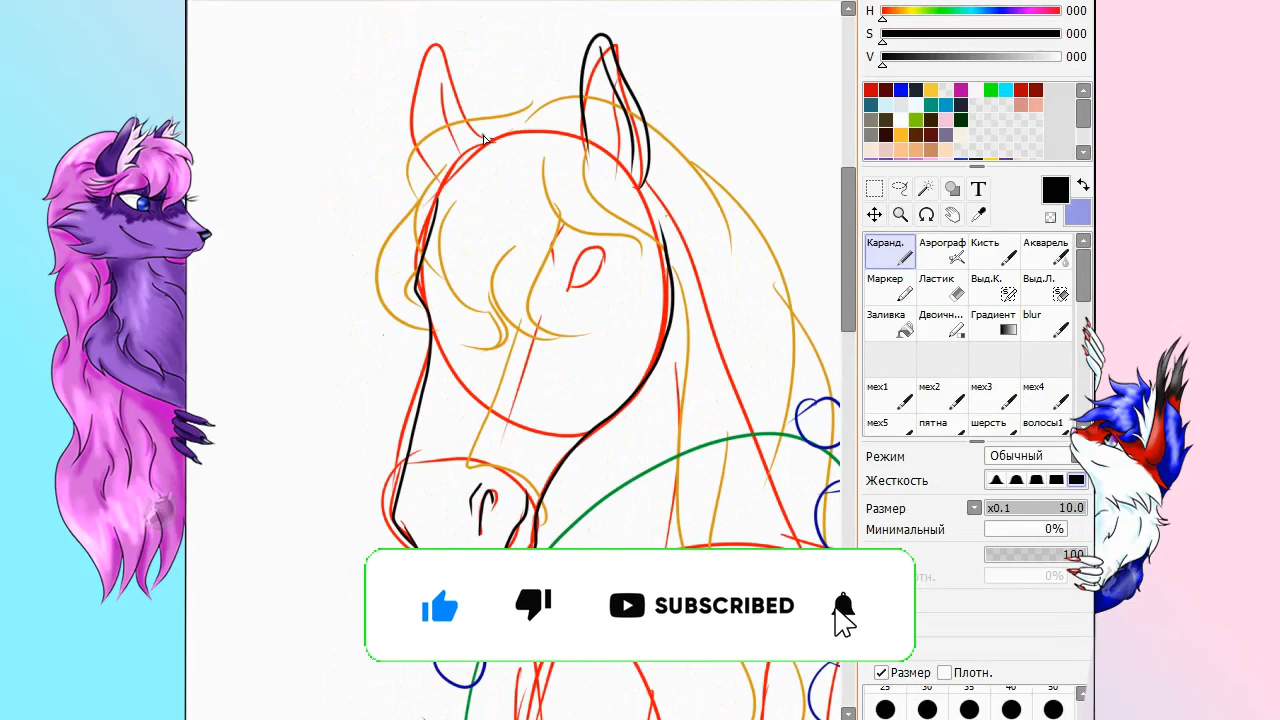 H 000
S 000
V 000
T
Каранд. Аэрограф Кисть Акварель
Маркер Ластик Выд.К. Выд.Л.
Заливка Двоичн... Градиент blur
мех1 мех2 мех3 мех4
мех5 пятна шерсть волосы1
Режим Обычный
Жесткость
Размер x0.1 10.0
Минимальный 0%
100
0%
SUBSCRIBED
Размер Плотн.
25 30 35 40 50